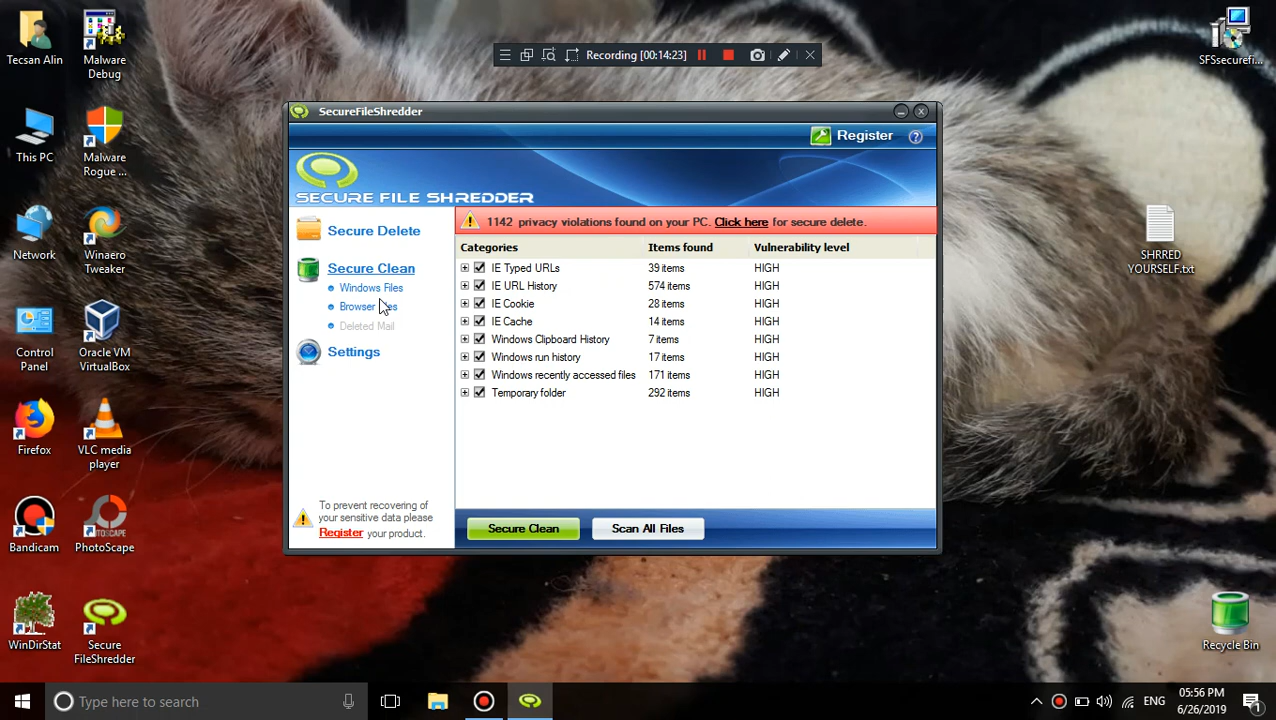 Tecsan Alin
Malware
Debug
This PC
Malware
Rogue ...
Network
Winaero
Tweaker
Control
Panel
Oracle VM
VirtualBox
Firefox
VLC media
player
Bandicam
PhotoScape
WinDirStat
Secure
FileShredder
Recording [00:14:23]
SecureFileShredder
Register
SECURE FILE SHREDDER
Secure Delete
Secure Clean
Windows Files
Browser Files
Deleted Mail
Settings
To prevent recovering of
your sensitive data please
Register your product.
1142 privacy violations found on your PC. Click here for secure delete.
Categories Items found Vulnerability level
IE Typed URLs 39 items HIGH
IE URL History 574 items HIGH
IE Cookie 28 items HIGH
IE Cache 14 items HIGH
Windows Clipboard History 7 items HIGH
Windows run history 17 items HIGH
Windows recently accessed files 171 items HIGH
Temporary folder 292 items HIGH
Secure Clean Scan All Files
SFSsecurefi...
SHRRED
YOURSELF.txt
Recycle Bin
Type here to search
ENG
05:56 PM
6/26/2019
1